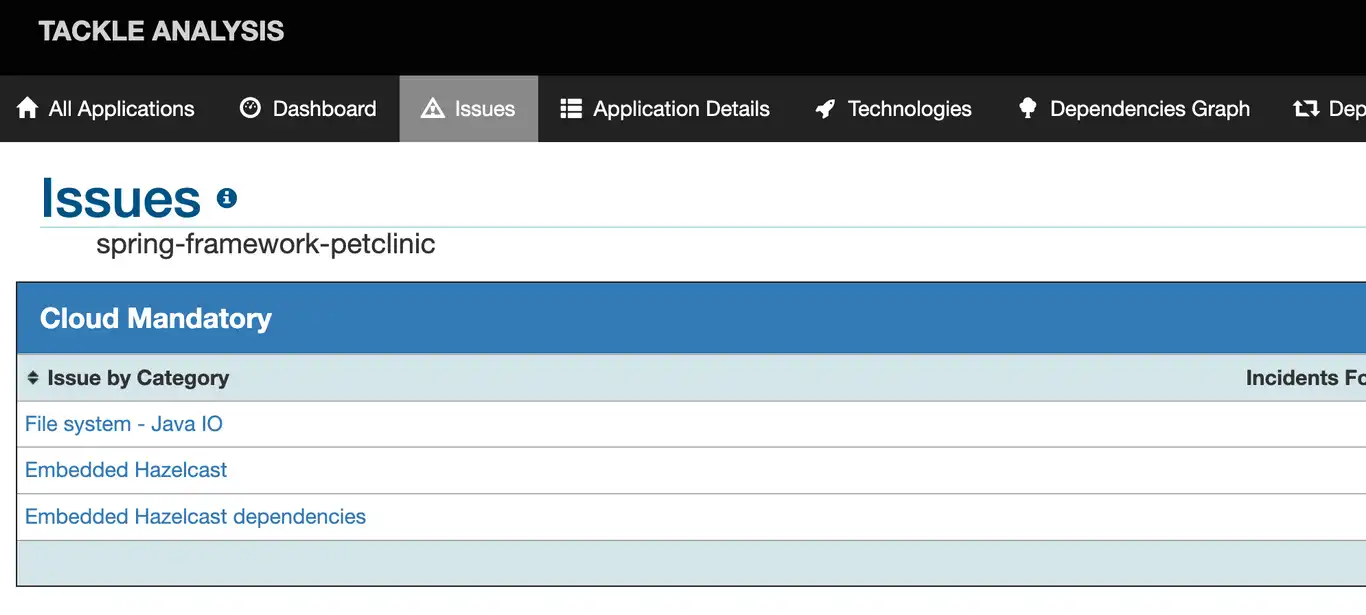 TACKLE ANALYSIS
All Applications Dashboard Issues Application Details Technologies Dependencies Graph Dep
Issues
spring-framework-petclinic
Cloud Mandatory
Issue by Category Incidents Fo
File system - Java IO
Embedded Hazelcast
Embedded Hazelcast dependencies